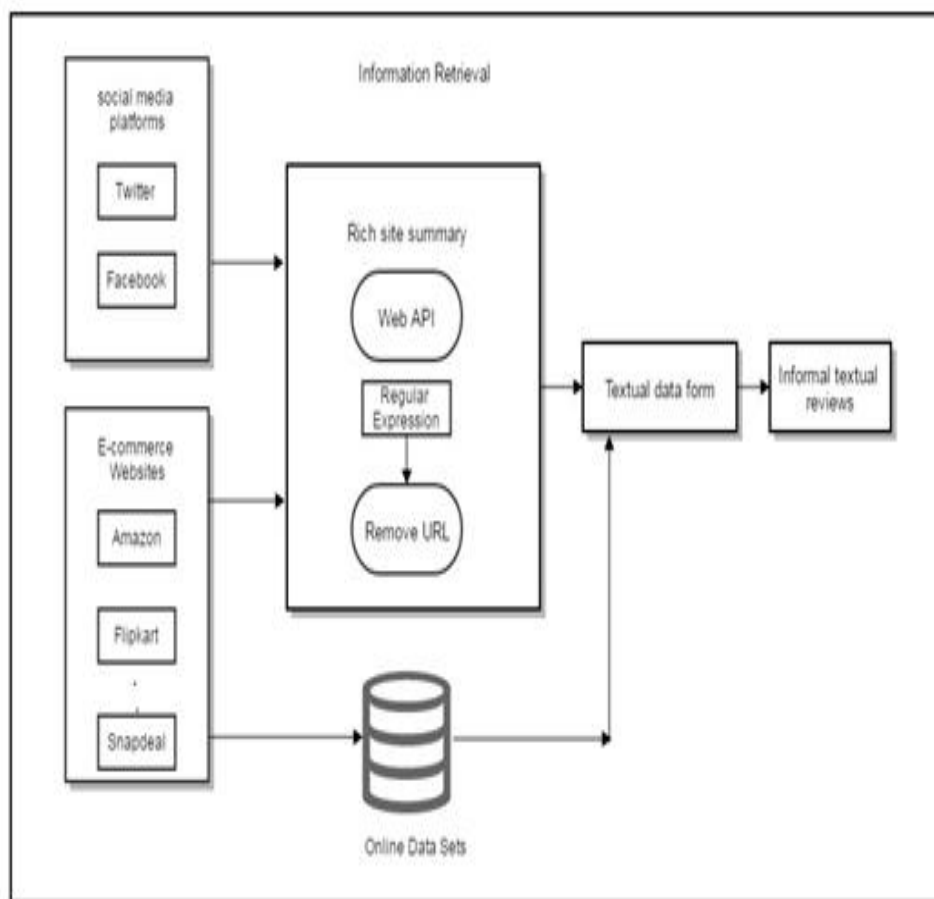 Information Retrieval
social media
platforms
Twitter
Facebook
E-commerce
Websites
Amazon
Flipkart
.
.
Snapdeal
Rich site summary
Web API
Regular
Expression
Remove URL
Online Data Sets
Textual data form
Informal textual
reviews